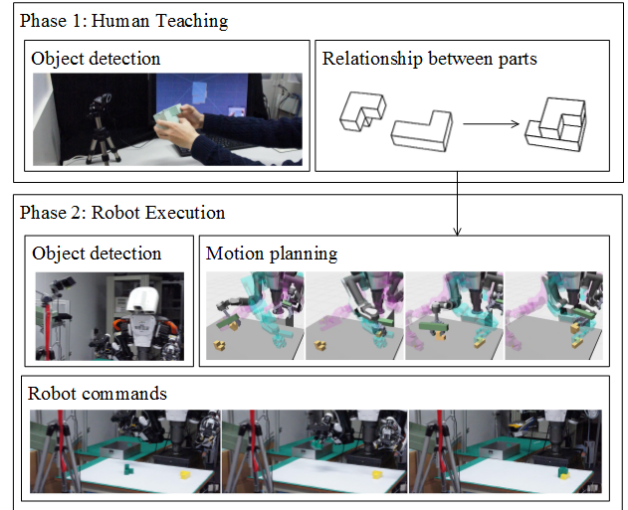 Phase 1: Human Teaching
Object detection
Relationship between parts
Phase 2: Robot Execution
Object detection
Motion planning
Robot commands